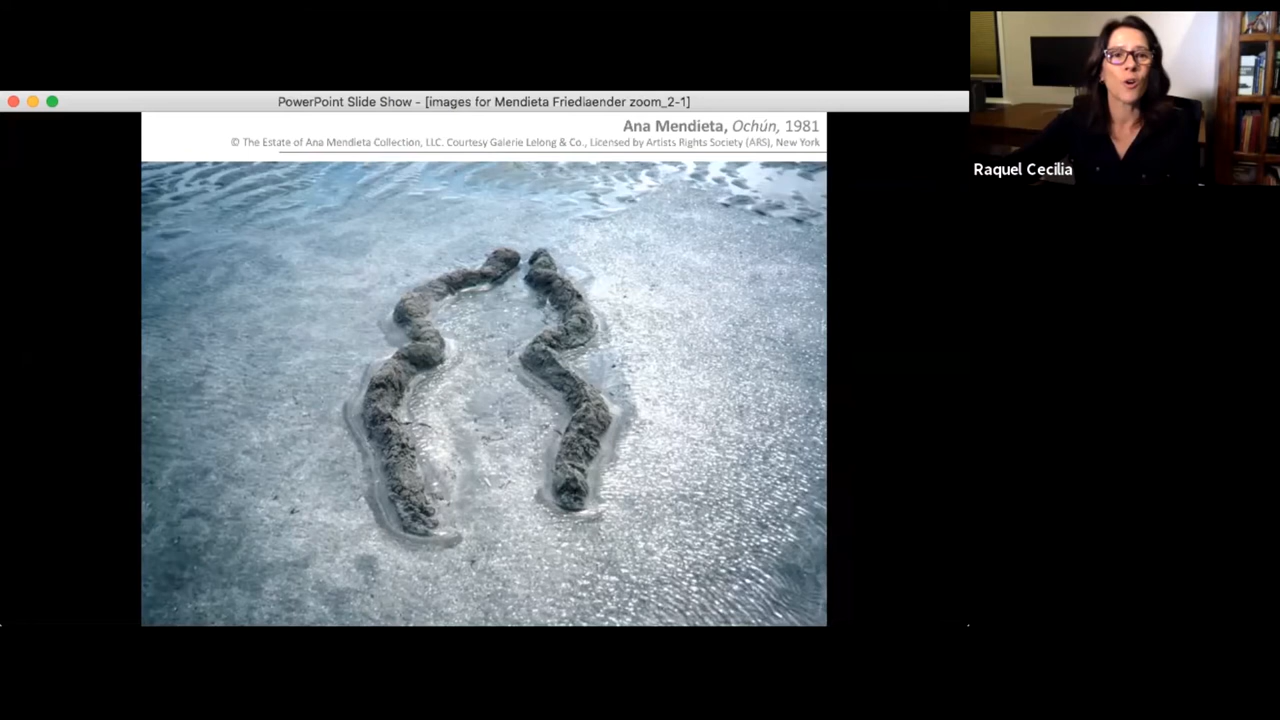 PowerPoint Slide Show - [images for Mendieta Friedlaender zoom_2-1]
Ana Mendieta, Ochún, 1981
© The Estate of Ana Mendieta Collection, LLC. Courtesy Galerie Lelong & Co., Licensed by Artists Rights Society (ARS), New York
Raquel Cecilia